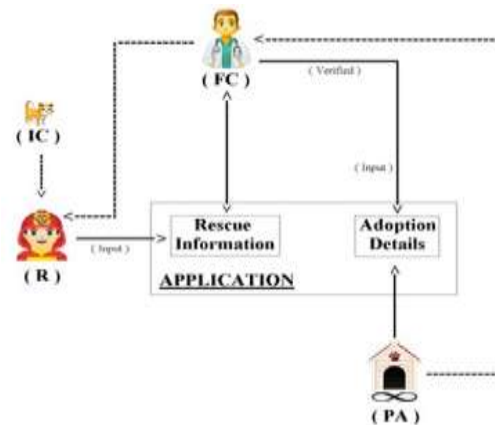 ( FC )
( Verified )
( IC )
( Input )
Rescue
Information
Adoption
Details
( Input )
( R )
APPLICATION
( PA )